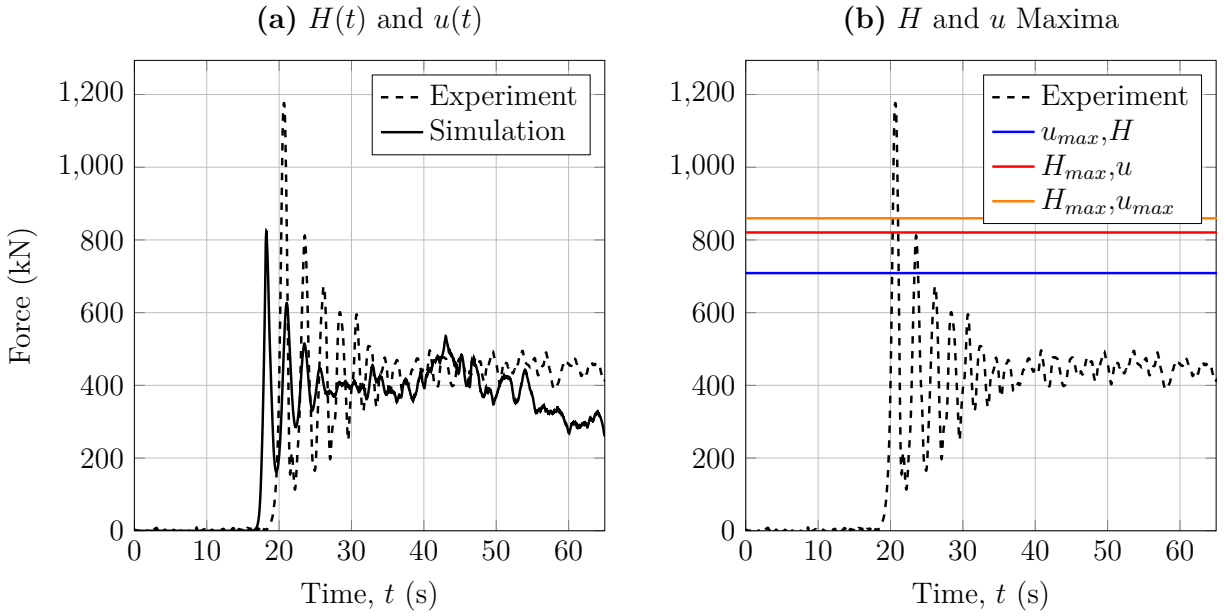 (a) H(t) and u(t)
1,200
1,000
800
600
400
200
0
Force (kN)
0 10 20 30 40 50 60
Time, t (s)
Experiment
Simulation
(b) H and u Maxima
1,200
1,000
800
600
400
200
0
0 10 20 30 40 50 60
Time, t (s)
Experiment
u_max,H
H_max,u
H_max,u_max